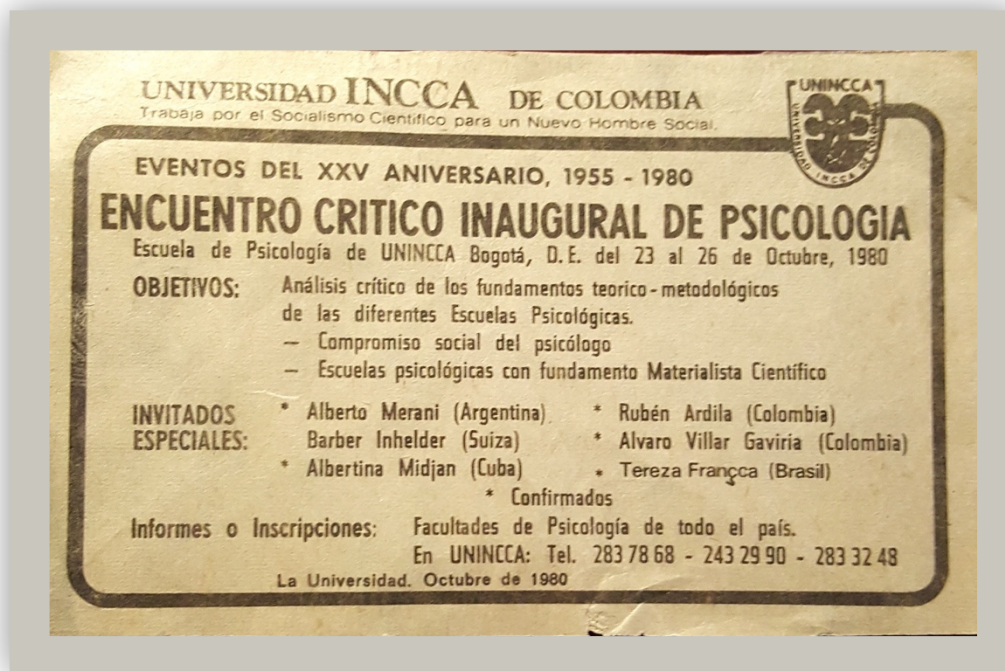 UNIVERSIDAD INCCA DE COLOMBIA
Trabaja por el Socialismo Cientifico para un Nuevo Hombre Social.
UNINCCA
UNIVERSIDAD INCCA DE COLOMBIA
EVENTOS DEL XXV ANIVERSARIO, 1955 - 1980
ENCUENTRO CRITICO INAUGURAL DE PSICOLOGIA
Escuela de Psicología de UNINCCA Bogotá, D.E. del 23 al 26 de Octubre, 1980
OBJETIVOS: Análisis crítico de los fundamentos teorico-metodológicos
de las diferentes Escuelas Psicológicas.
— Compromiso social del psicólogo
— Escuelas psicológicas con fundamento Materialista Científico
INVITADOS * Alberto Merani (Argentina). * Rubén Ardila (Colombia)
ESPECIALES: Barber Inhelder (Suiza) * Alvaro Villar Gaviria (Colombia)
* Albertina Midjan (Cuba) * Tereza Françca (Brasil)
* Confirmados
Informes o Inscripciones: Facultades de Psicología de todo el país.
En UNINCCA: Tel. 283 78 68 - 243 29 90 - 283 32 48
La Universidad. Octubre de 1980